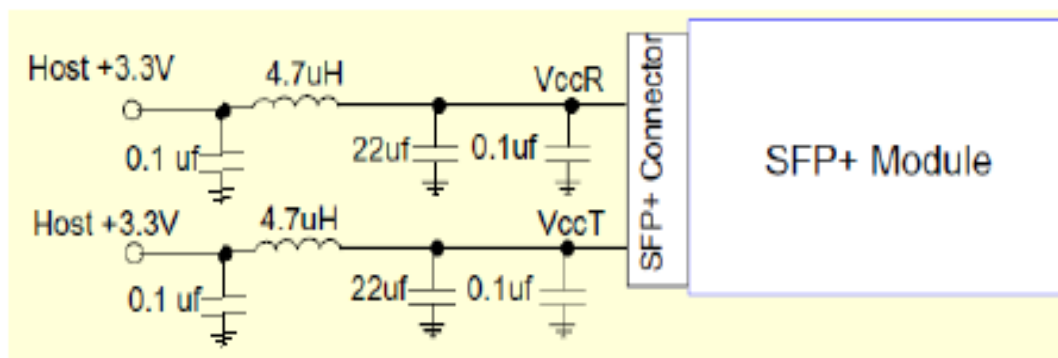 Host +3.3V
4.7uH
VccR
0.1 uf
22uf
0.1uf
Host +3.3V
4.7uH
VccT
0.1 uf
22uf
0.1uf
SFP+ Connector
SFP+ Module